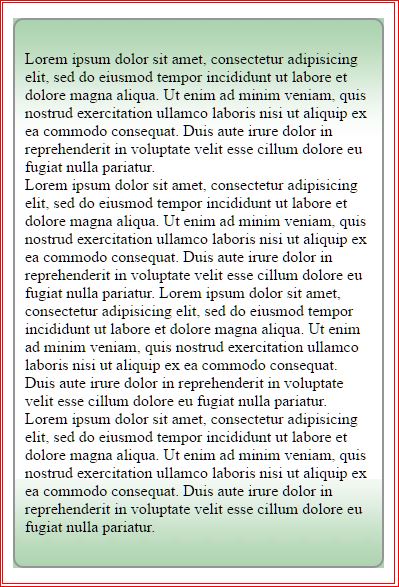 Lorem ipsum dolor sit amet, consectetur adipisicing
elit, sed do eiusmod tempor incididunt ut labore et
dolore magna aliqua. Ut enim ad minim veniam, quis
nostrud exercitation ullamco laboris nisi ut aliquip ex
ea commodo consequat. Duis aute irure dolor in
reprehenderit in voluptate velit esse cillum dolore eu
fugiat nulla pariatur.
Lorem ipsum dolor sit amet, consectetur adipisicing
elit, sed do eiusmod tempor incididunt ut labore et
dolore magna aliqua. Ut enim ad minim veniam, quis
nostrud exercitation ullamco laboris nisi ut aliquip ex
ea commodo consequat. Duis aute irure dolor in
reprehenderit in voluptate velit esse cillum dolore eu
fugiat nulla pariatur. Lorem ipsum dolor sit amet,
consectetur adipisicing elit, sed do eiusmod tempor
incididunt ut labore et dolore magna aliqua. Ut enim
ad minim veniam, quis nostrud exercitation ullamco
laboris nisi ut aliquip ex ea commodo consequat.
Duis aute irure dolor in reprehenderit in voluptate
velit esse cillum dolore eu fugiat nulla pariatur.
Lorem ipsum dolor sit amet, consectetur adipisicing
elit, sed do eiusmod tempor incididunt ut labore et
dolore magna aliqua. Ut enim ad minim veniam, quis
nostrud exercitation ullamco laboris nisi ut aliquip ex
ea commodo consequat. Duis aute irure dolor in
reprehenderit in voluptate velit esse cillum dolore eu
fugiat nulla pariatur.